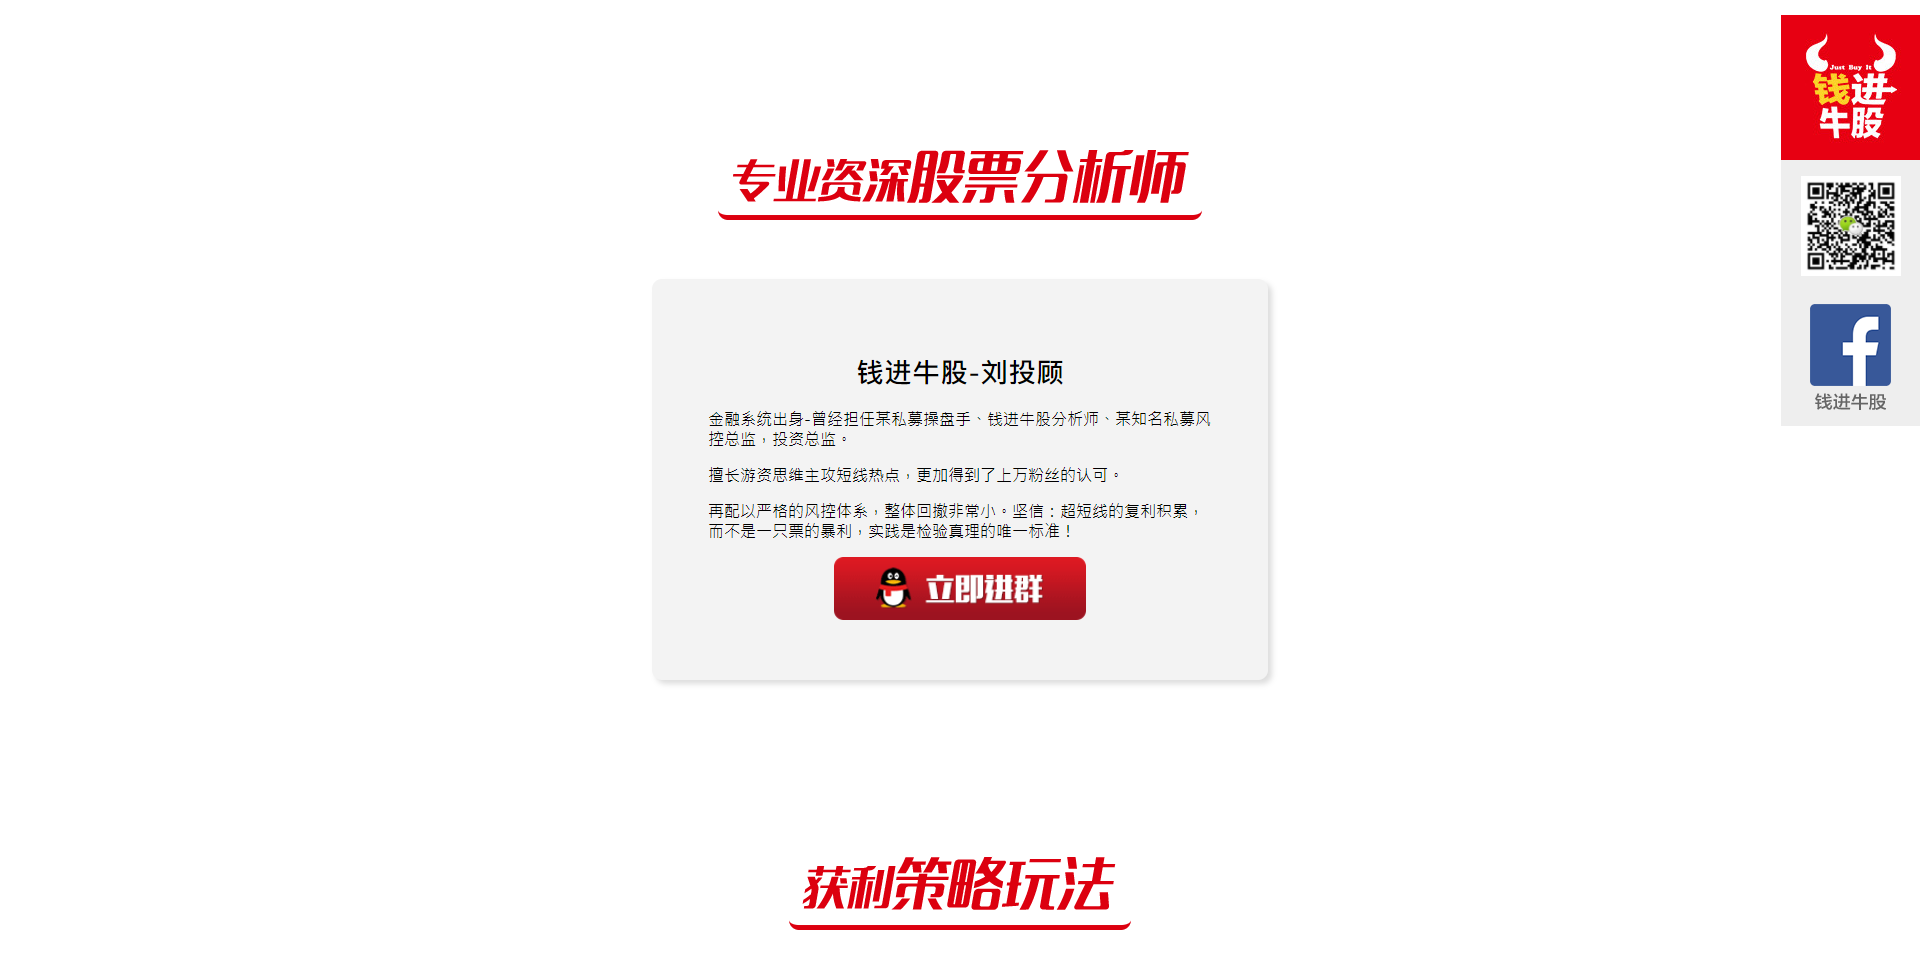 专业资深股票分析师
钱进牛股-刘投顾
金融系统出身-曾经担任某私募操盘手、钱进牛股分析师、某知名私募风
控总监，投资总监。
擅长游资思维主攻短线热点，更加得到了上万粉丝的认可。
再配以严格的风控体系，整体回撤非常小。坚信：超短线的复利积累，
而不是一只票的暴利，实践是检验真理的唯一标准！
立即进群
获利策略玩法
Just Buy It
钱进
牛股
钱进牛股